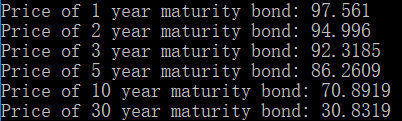 Price of 1 year maturity bond: 97.561
Price of 2 year maturity bond: 94.996
Price of 3 year maturity bond: 92.3185
Price of 5 year maturity bond: 86.2609
Price of 10 year maturity bond: 70.8919
Price of 30 year maturity bond: 30.8319